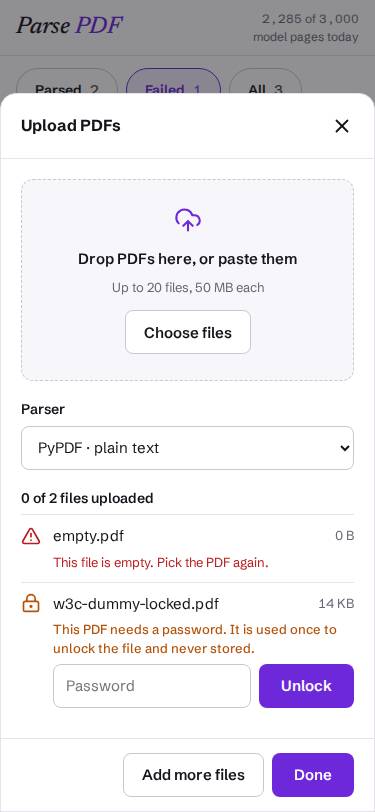 Parse PDF
2,285 of 3,000
model pages today
Parsed 2
Failed 1
All 3
Upload PDFs
Drop PDFs here, or paste them
Up to 20 files, 50 MB each
Choose files
Parser
PyPDF · plain text
0 of 2 files uploaded
empty.pdf
0 B
This file is empty. Pick the PDF again.
w3c-dummy-locked.pdf
14 KB
This PDF needs a password. It is used once to
unlock the file and never stored.
Password
Unlock
Add more files
Done